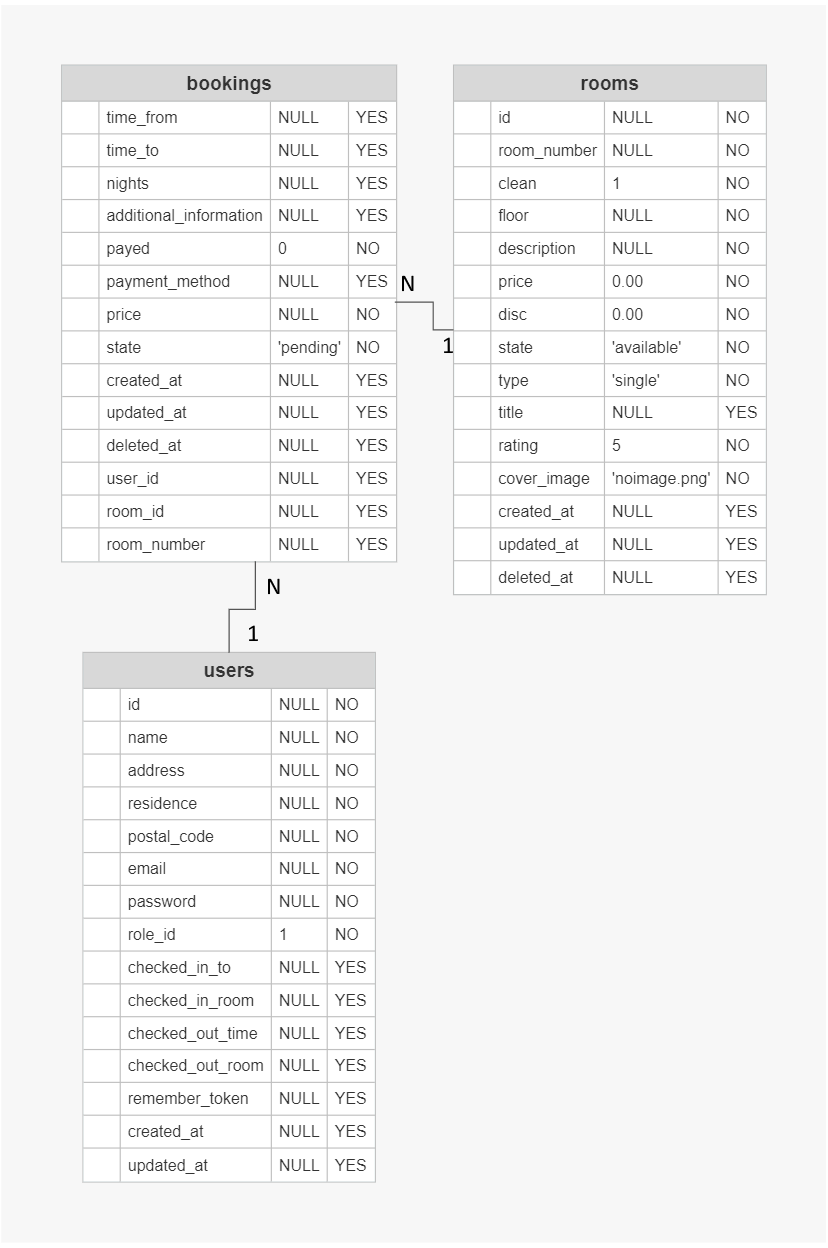 bookings
time_from NULL YES
time_to NULL YES
nights NULL YES
additional_information NULL YES
payed 0 NO
payment_method NULL YES
price NULL NO
state 'pending' NO
created_at NULL YES
updated_at NULL YES
deleted_at NULL YES
user_id NULL YES
room_id NULL YES
room_number NULL YES
N
1
rooms
id NULL NO
room_number NULL NO
clean 1 NO
floor NULL NO
description NULL NO
price 0.00 NO
disc 0.00 NO
state 'available' NO
type 'single' NO
title NULL YES
rating 5 NO
cover_image 'noimage.png' NO
created_at NULL YES
updated_at NULL YES
deleted_at NULL YES
N
1
users
id NULL NO
name NULL NO
address NULL NO
residence NULL NO
postal_code NULL NO
email NULL NO
password NULL NO
role_id 1 NO
checked_in_to NULL YES
checked_in_room NULL YES
checked_out_time NULL YES
checked_out_room NULL YES
remember_token NULL YES
created_at NULL YES
updated_at NULL YES